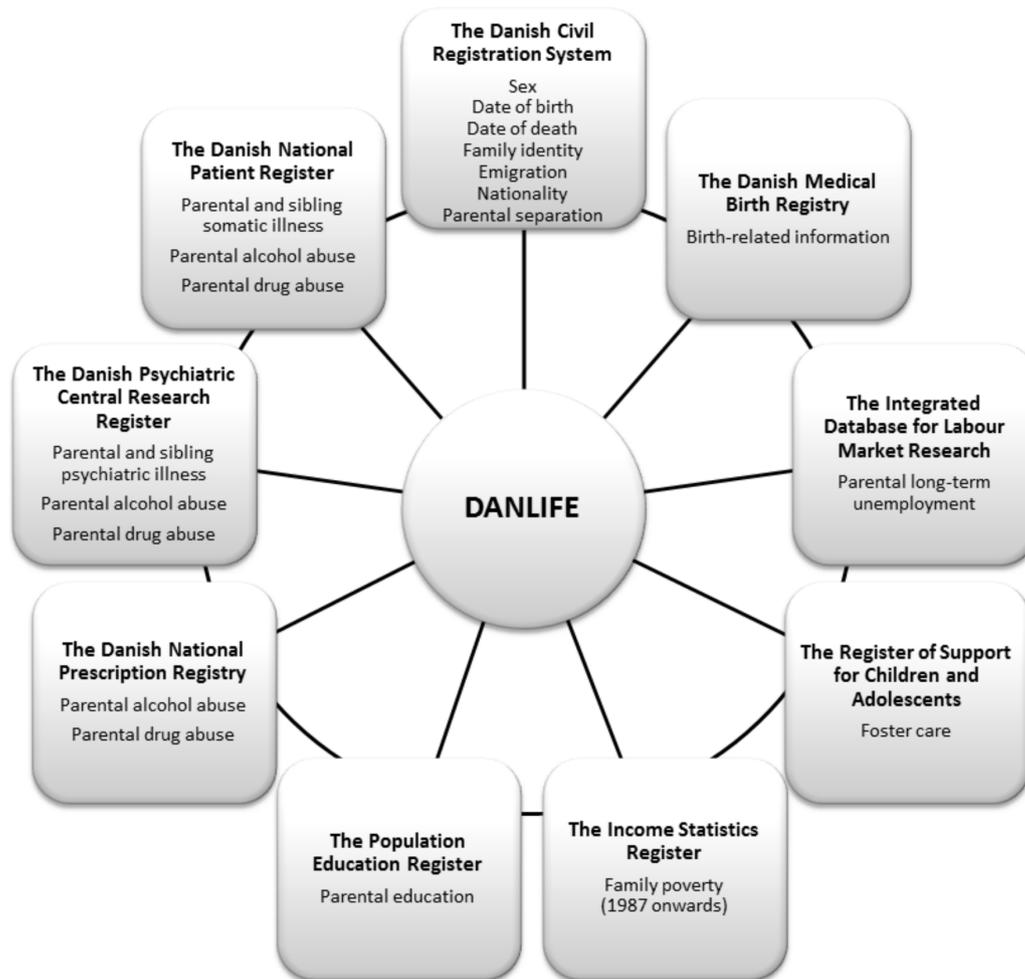 The Danish Civil
Registration System
Sex
Date of birth
Date of death
Family identity
Emigration
Nationality
Parental separation
The Danish Medical
Birth Registry
Birth-related information
The Integrated
Database for Labour
Market Research
Parental long-term
unemployment
The Register of Support
for Children and
Adolescents
Foster care
The Income Statistics
Register
Family poverty
(1987 onwards)
The Population
Education Register
Parental education
The Danish National
Prescription Registry
Parental alcohol abuse
Parental drug abuse
The Danish Psychiatric
Central Research
Register
Parental and sibling
psychiatric illness
Parental alcohol abuse
Parental drug abuse
The Danish National
Patient Register
Parental and sibling
somatic illness
Parental alcohol abuse
Parental drug abuse
DANLIFE